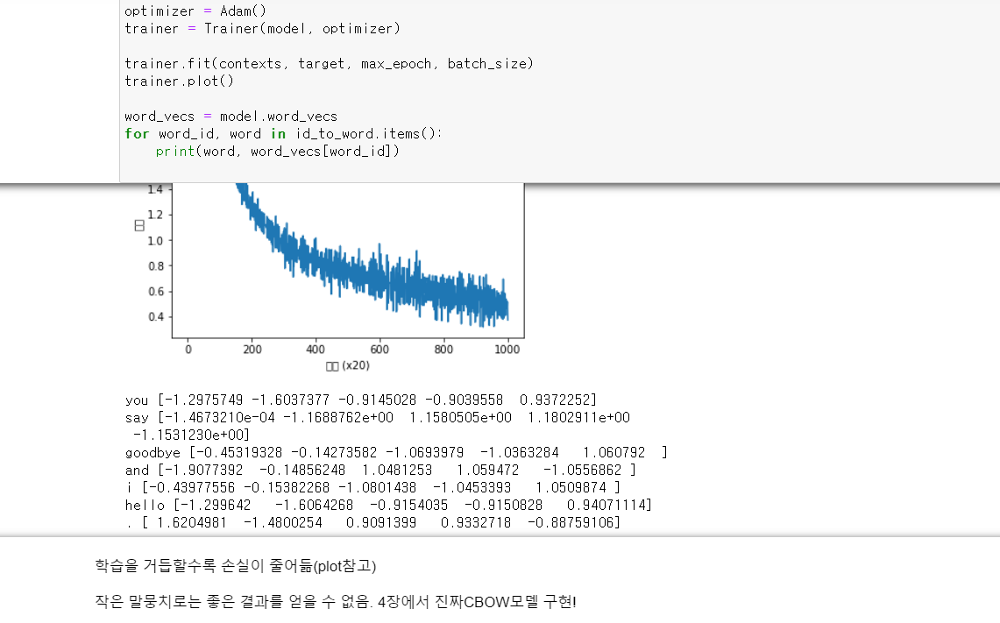 optimizer = Adam()
trainer = Trainer(model, optimizer)
trainer.fit(contexts, target, max_epoch, batch_size)
trainer.plot()
word_vecs = model.word_vecs
for word_id, word in id_to_word.items():
    print(word, word_vecs[word_id])
1.4
1.2
1.0
0.8
0.6
0.4
0 200 400 600 800 1000
(x20)
you [-1.2975749 -1.6037377 -0.9145028 -0.9039558  0.9372252]
say [-1.4673210e-04 -1.1688762e+00  1.1580505e+00  1.1802911e+00
 -1.1531230e+00]
goodbye [-0.45319328 -0.14273582 -1.0693979  -1.0363284   1.060792  ]
and [-1.9077392  -0.14856248  1.0481253   1.059472   -1.0556862 ]
i [-0.43977556 -0.15382268 -1.0801438  -1.0453393   1.0509874 ]
hello [-1.299642   -1.6064268  -0.9154035  -0.9150828   0.94071114]
. [ 1.6204981  -1.4800254   0.9091399   0.9332718  -0.88759106]
학습을 거듭할수록 손실이 줄어듦(plot참고)
작은 말뭉치로는 좋은 결과를 얻을 수 없음. 4장에서 진짜CBOW모델 구현!